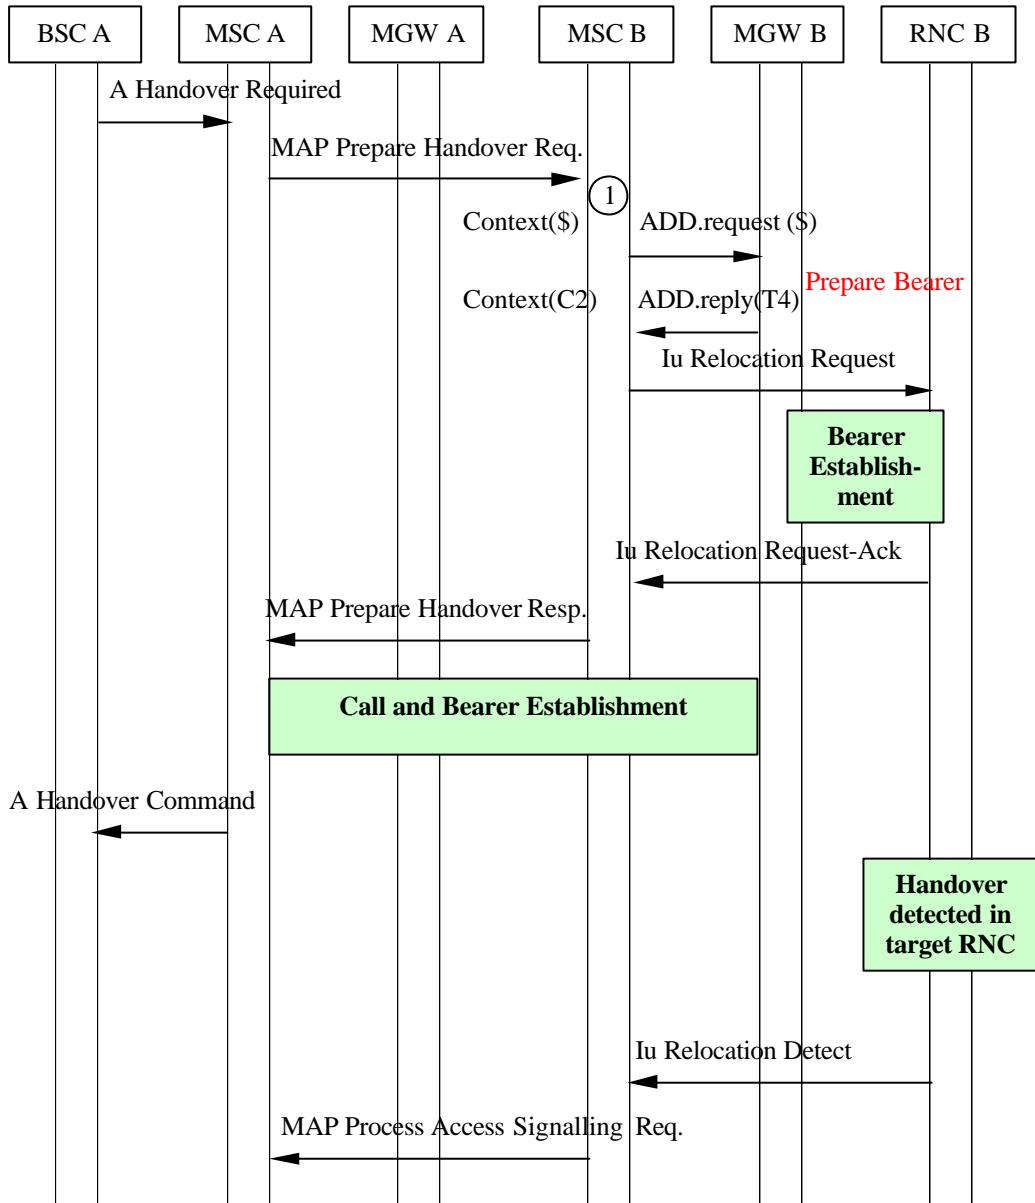 BSC A
MSC A
MGW A
MSC B
MGW B
RNC B
A Handover Required
MAP Prepare Handover Req.
1
Context($)
ADD.request ($)
Prepare Bearer
Context(C2)
ADD.reply(T4)
Iu Relocation Request
Bearer
Establish-
ment
Iu Relocation Request-Ack
MAP Prepare Handover Resp.
Call and Bearer Establishment
A Handover Command
Handover
detected in
target RNC
Iu Relocation Detect
MAP Process Access Signalling Req.